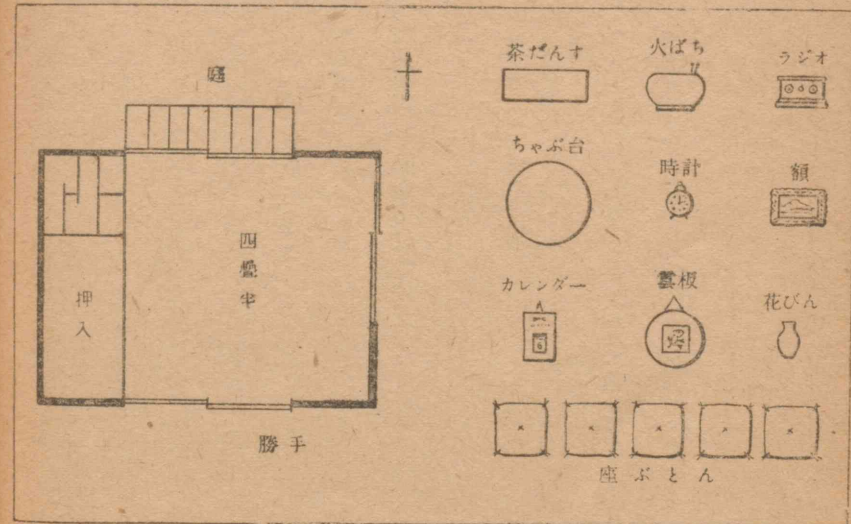 庭
四疊半
押入
勝手
茶だんす
火ばち
ラジオ
ちゃぶ台
時計
額
カレンダー
雲板
花びん
座ぶとん